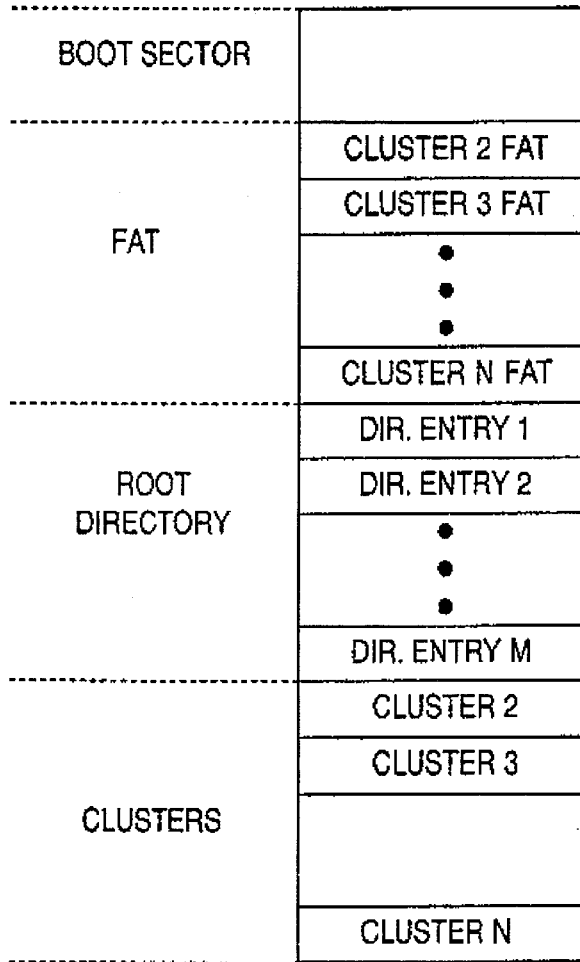 BOOT SECTOR
CLUSTER 2 FAT
CLUSTER 3 FAT
FAT
CLUSTER N FAT
DIR. ENTRY 1
ROOT
DIRECTORY
DIR. ENTRY 2
DIR. ENTRY M
CLUSTER 2
CLUSTER 3
CLUSTERS
CLUSTER N